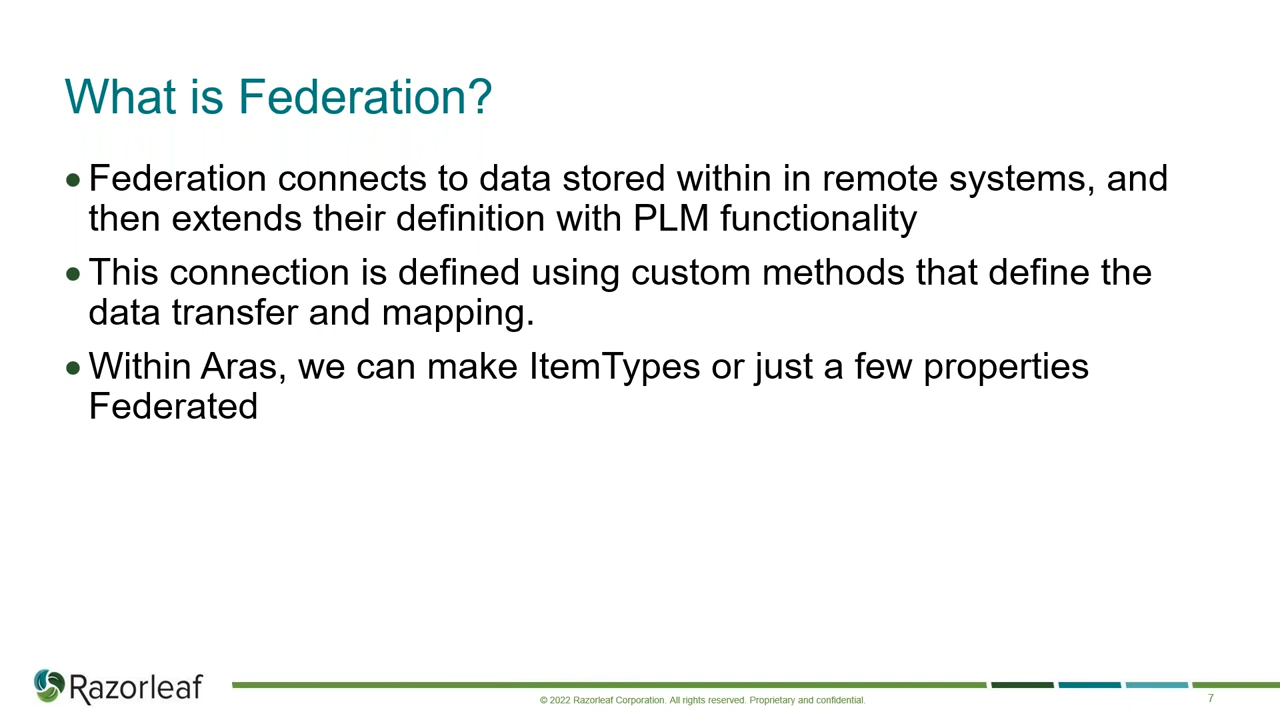 What is Federation?
• Federation connects to data stored within in remote systems, and
then extends their definition with PLM functionality
• This connection is defined using custom methods that define the
data transfer and mapping.
• Within Aras, we can make ItemTypes or just a few properties
Federated
Razorleaf
© 2022 Razorleaf Corporation. All rights reserved. Proprietary and confidential.
7